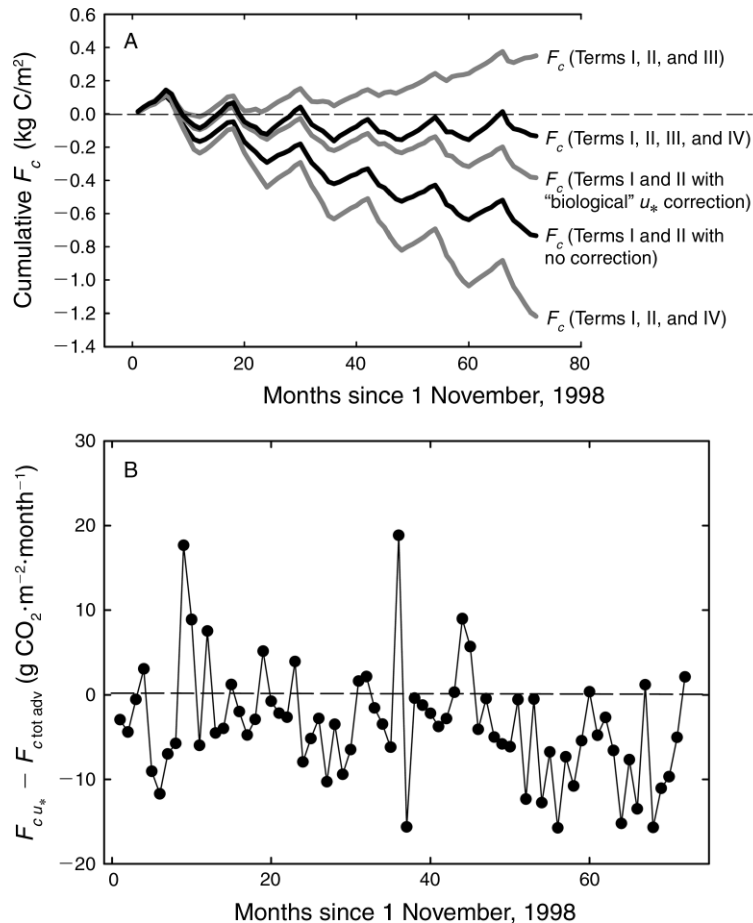 A
Cumulative F_c (kg C/m²)
0.6
0.4
0.2
0.0
−0.2
−0.4
−0.6
−0.8
−1.0
−1.2
−1.4
F_c (Terms I, II, and III)
F_c (Terms I, II, III, and IV)
F_c (Terms I and II with
“biological” u_* correction)
F_c (Terms I and II with
no correction)
F_c (Terms I, II, and IV)
0 20 40 60 80
Months since 1 November, 1998
B
F_{c u_*} − F_{c tot adv} (g CO₂·m⁻²·month⁻¹)
30
20
10
0
−10
−20
0 20 40 60
Months since 1 November, 1998